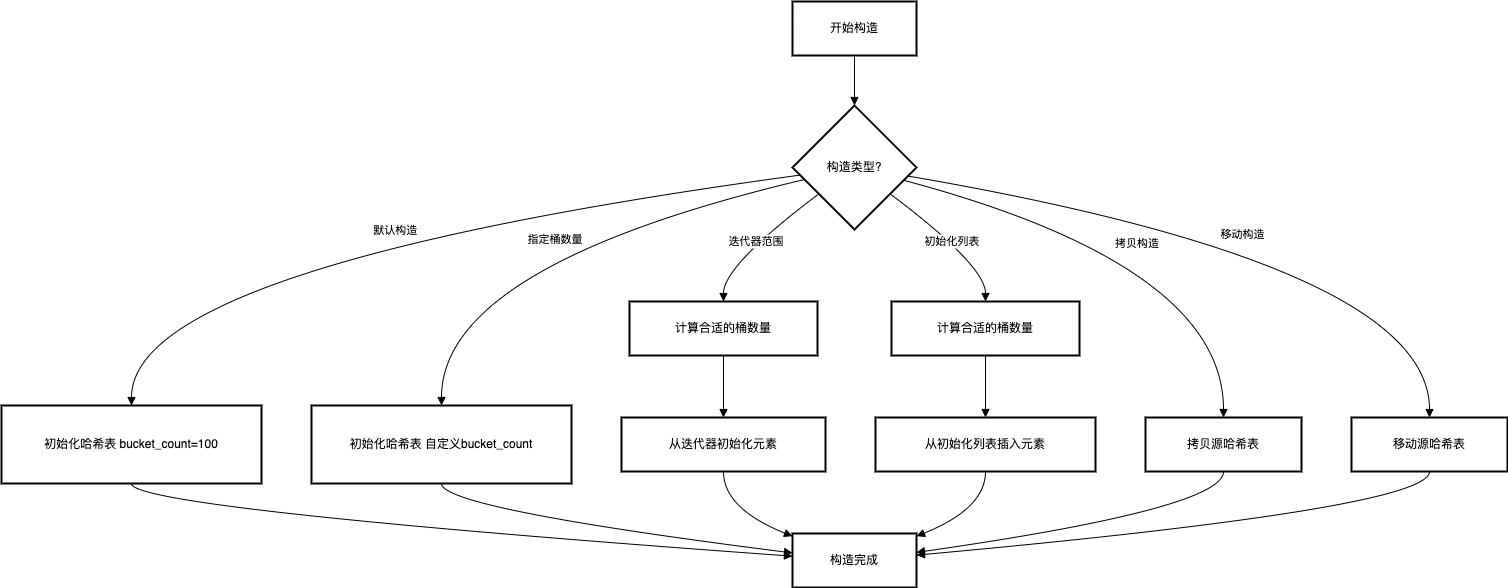 开始构造
构造类型?
默认构造
指定桶数量
迭代器范围
初始化列表
拷贝构造
移动构造
计算合适的桶数量
计算合适的桶数量
初始化哈希表 bucket_count=100
初始化哈希表 自定义bucket_count
从迭代器初始化元素
从初始化列表插入元素
拷贝源哈希表
移动源哈希表
构造完成